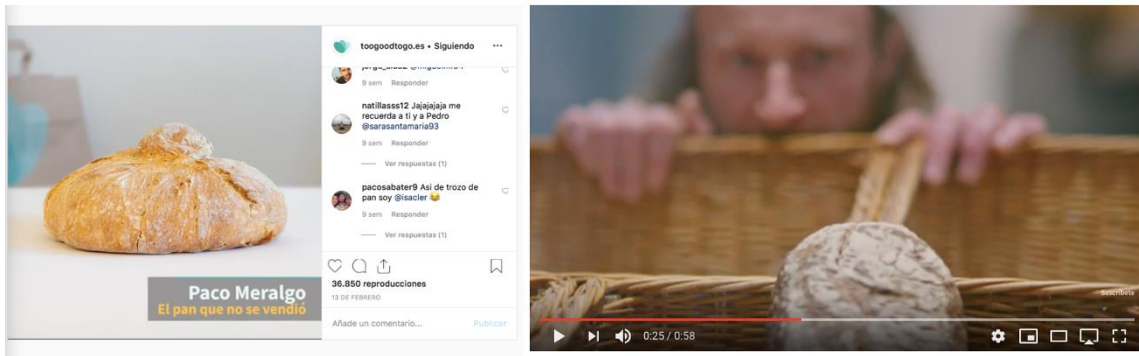 toogoodtogo.es • Siguiendo
9 sem Responder
natillasss12 Jajajajaja me
recuerda a ti y a Pedro
@sarasantamaria93
9 sem Responder
Ver respuestas (1)
pacosabater9 Asi de trozo de
pan soy @isacler 😂
9 sem Responder
Ver respuestas (1)
36.850 reproducciones
13 DE FEBRERO
Añade un comentario... Publicar
Paco Meralgo
El pan que no se vendió
Suscríbete
0:25 / 0:58